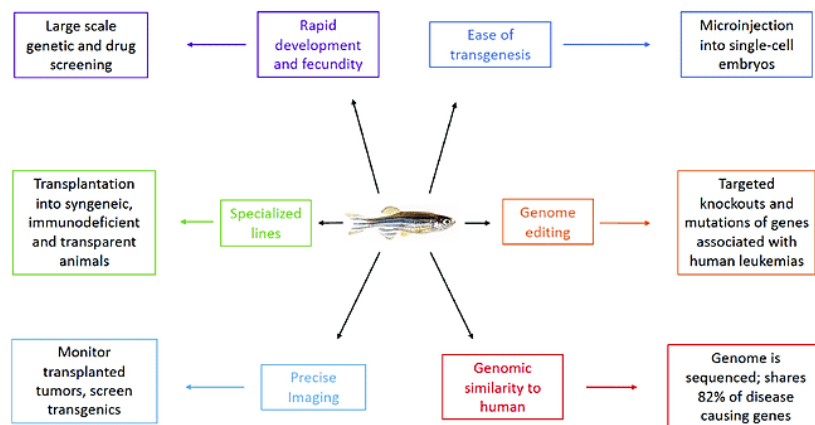 Large scale
genetic and drug
screening
Rapid
development
and fecundity
Ease of
transgenesis
Microinjection
into single-cell
embryos
Transplantation
into syngeneic,
immunodeficient
and transparent
animals
Specialized
lines
Genome
editing
Targeted
knockouts and
mutations of genes
associated with
human leukemias
Monitor
transplanted
tumors, screen
transgenics
Precise
Imaging
Genomic
similarity to
human
Genome is
sequenced; shares
82% of disease
causing genes